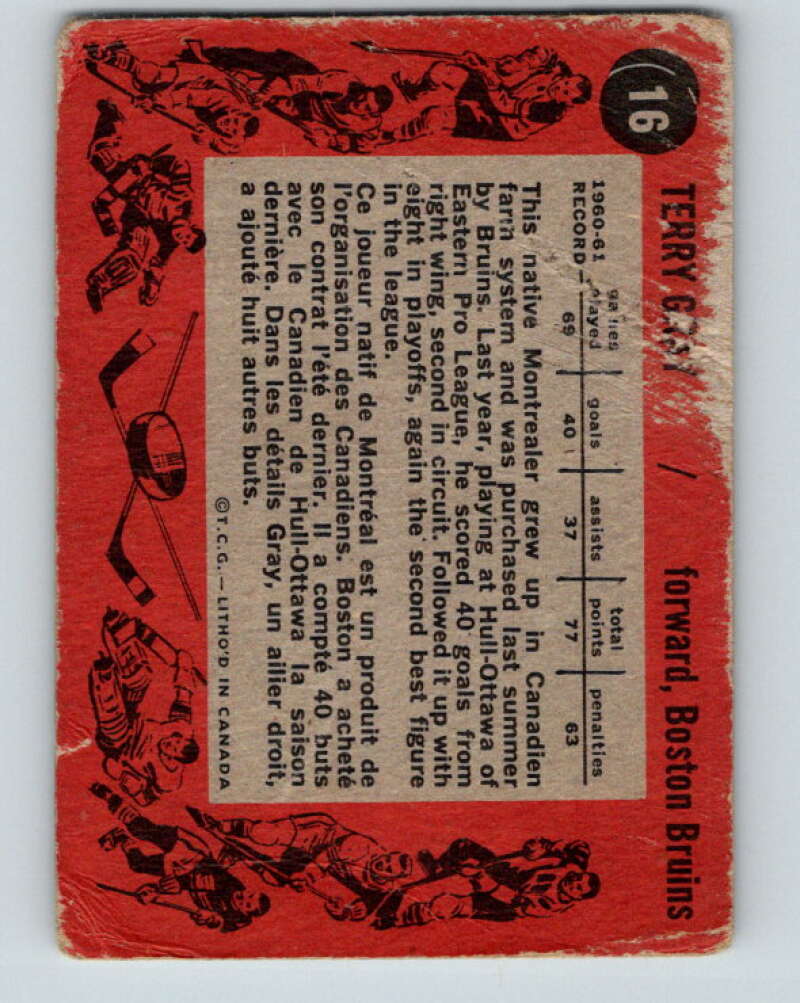 16
TERRY GRAY / forward, Boston Bruins
games goals assists total penalties
1960-61 played points
RECORD — 69 40 37 77 63
This native Montrealer grew up in Canadien
farm system and was purchased last summer
by Bruins. Last year, playing at Hull-Ottawa of
Eastern Pro League, he scored 40 goals from
right wing, second in circuit. Followed it up with
eight in playoffs, again the second best figure
in the league.
Ce joueur natif de Montréal est un produit de
l'organisation des Canadiens. Boston a acheté
son contrat l'été dernier. Il a compté 40 buts
avec le Canadien de Hull-Ottawa la saison
dernière. Dans les détails Gray, un ailier droit,
a ajouté huit autres buts.
©T.C.G.—LITHO'D IN CANADA